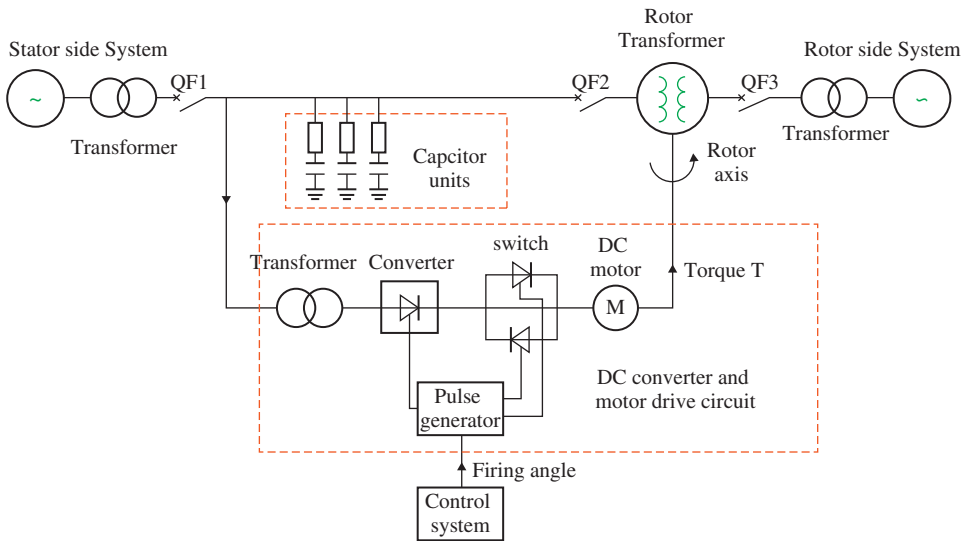 Rotor
Transformer
Stator side System
Rotor side System
QF1
QF2
QF3
~
~
Transformer
Transformer
Capcitor
units
Rotor
axis
switch
DC
motor
Transformer
Converter
Torque T
M
DC converter and
motor drive circuit
Pulse
generator
Firing angle
Control
system